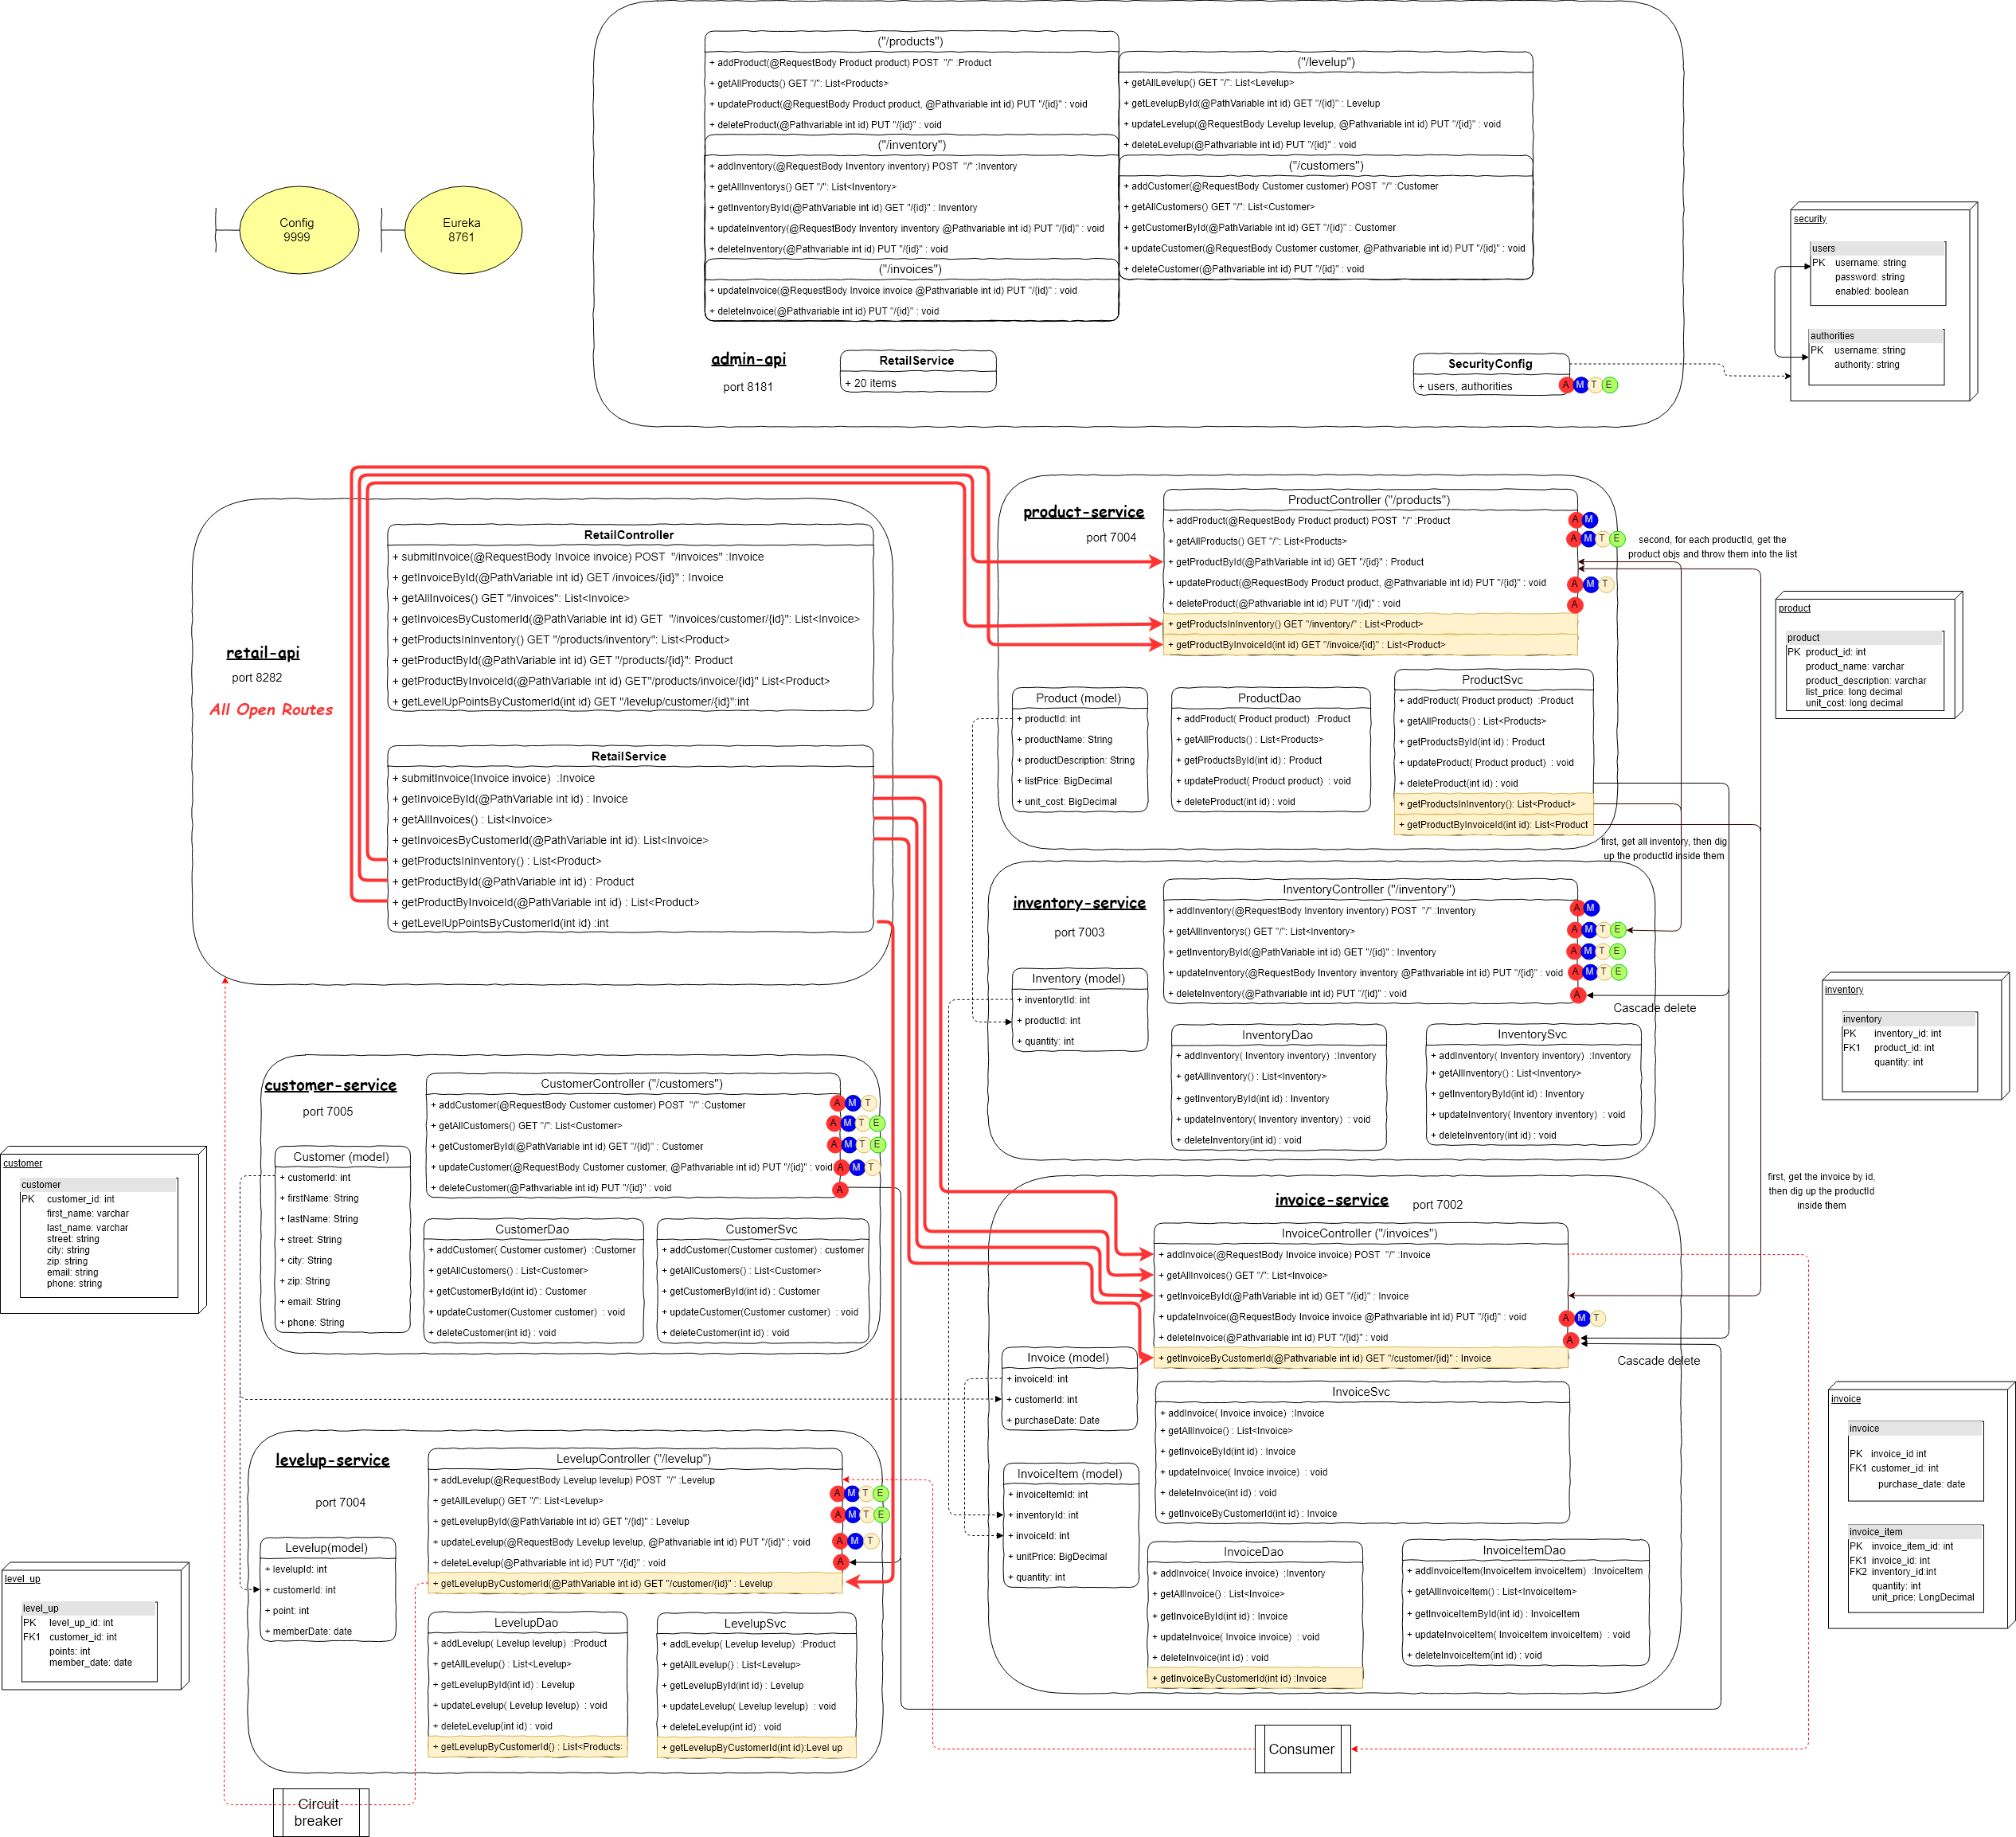 ("/products")
+ addProduct(@RequestBody Product product) POST "/" :Product
+ getAllProducts() GET "/": List<Products>
+ updateProduct(@RequestBody Product product, @Pathvariable int id) PUT "/{id}" : void
+ deleteProduct(@Pathvariable int id) PUT "/{id}" : void
("/inventory")
+ addInventory(@RequestBody Inventory inventory) POST "/" :Inventory
+ getAllInventorys() GET "/": List<Inventory>
+ getInventoryById(@PathVariable int id) GET "/{id}" : Inventory
+ updateInventory(@RequestBody Inventory inventory @Pathvariable int id) PUT "/{id}" : void
+ deleteInventory(@Pathvariable int id) PUT "/{id}" : void
("/invoices")
+ updateInvoice(@RequestBody Invoice invoice @Pathvariable int id) PUT "/{id}" : void
+ deleteInvoice(@Pathvariable int id) PUT "/{id}" : void
("/levelup")
+ getAllLevelup() GET "/": List<Levelup>
+ getLevelupById(@PathVariable int id) GET "/{id}" : Levelup
+ updateLevelup(@RequestBody Levelup levelup, @Pathvariable int id) PUT "/{id}" : void
+ deleteLevelup(@Pathvariable int id) PUT "/{id}" : void
("/customers")
+ addCustomer(@RequestBody Customer customer) POST "/" :Customer
+ getAllCustomers() GET "/": List<Customer>
+ getCustomerById(@PathVariable int id) GET "/{id}" : Customer
+ updateCustomer(@RequestBody Customer customer, @Pathvariable int id) PUT "/{id}" : void
+ deleteCustomer(@Pathvariable int id) PUT "/{id}" : void
admin-api
port 8181
RetailService
+ 20 items
SecurityConfig
+ users, authorities
A M T E
Config
9999
Eureka
8761
security
users
PK username: string
password: string
enabled: boolean
authorities
PK username: string
authority: string
retail-api
port 8282
All Open Routes
RetailController
+ submitInvoice(@RequestBody Invoice invoice) POST "/invoices" :Invoice
+ getInvoiceById(@PathVariable int id) GET /invoices/{id}" : Invoice
+ getAllInvoices() GET "/invoices": List<Invoice>
+ getInvoicesByCustomerId(@PathVariable int id) GET "/invoices/customer/{id}": List<Invoice>
+ getProductsInInventory() GET "/products/inventory": List<Product>
+ getProductById(@PathVariable int id) GET "/products/{id}": Product
+ getProductByInvoiceId(@PathVariable int id) GET"/products/invoice/{id}" List<Product>
+ getLevelUpPointsByCustomerId(int id) GET "/levelup/customer/{id}":int
RetailService
+ submitInvoice(Invoice invoice) :Invoice
+ getInvoiceById(@PathVariable int id) : Invoice
+ getAllInvoices() : List<Invoice>
+ getInvoicesByCustomerId(@PathVariable int id): List<Invoice>
+ getProductsInInventory() : List<Product>
+ getProductById(@PathVariable int id) : Product
+ getProductByInvoiceId(@PathVariable int id) : List<Product>
+ getLevelUpPointsByCustomerId(int id) :int
product-service
port 7004
ProductController ("/products")
+ addProduct(@RequestBody Product product) POST "/" :Product
A M
+ getAllProducts() GET "/": List<Products>
A M T E
+ getProductById(@PathVariable int id) GET "/{id}" : Product
+ updateProduct(@RequestBody Product product, @Pathvariable int id) PUT "/{id}" : void
A M T
+ deleteProduct(@Pathvariable int id) PUT "/{id}" : void
A
+ getProductsInInventory() GET "/inventory/" : List<Product>
+ getProductByInvoiceId(int id) GET "/invoice/{id}" : List<Product>
second, for each productId, get the
product objs and throw them into the list
Product (model)
+ productId: int
+ productName: String
+ productDescription: String
+ listPrice: BigDecimal
+ unit_cost: BigDecimal
ProductDao
+ addProduct( Product product) :Product
+ getAllProducts() : List<Products>
+ getProductsById(int id) : Product
+ updateProduct( Product product) : void
+ deleteProduct(int id) : void
ProductSvc
+ addProduct( Product product) :Product
+ getAllProducts() : List<Products>
+ getProductsById(int id) : Product
+ updateProduct( Product product) : void
+ deleteProduct(int id) : void
+ getProductsInInventory(): List<Product>
+ getProductByInvoiceId(int id): List<Product
first, get all inventory, then dig
up the productId inside them
product
product
PK product_id: int
product_name: varchar
product_description: varchar
list_price: long decimal
unit_cost: long decimal
inventory-service
port 7003
InventoryController ("/inventory")
+ addInventory(@RequestBody Inventory inventory) POST "/" :Inventory
A M
+ getAllInventorys() GET "/": List<Inventory>
A M T E
+ getInventoryById(@PathVariable int id) GET "/{id}" : Inventory
A M T E
+ updateInventory(@RequestBody Inventory inventory @Pathvariable int id) PUT "/{id}" : void
A M T E
+ deleteInventory(@Pathvariable int id) PUT "/{id}" : void
A
Cascade delete
Inventory (model)
+ inventorytId: int
+ productId: int
+ quantity: int
InventoryDao
+ addInventory( Inventory inventory) :Inventory
+ getAllInventory() : List<Inventory>
+ getInventoryById(int id) : Inventory
+ updateInventory( Inventory inventory) : void
+ deleteInventory(int id) : void
InventorySvc
+ addInventory( Inventory inventory) :Inventory
+ getAllInventory() : List<Inventory>
+ getInventoryById(int id) : Inventory
+ updateInventory( Inventory inventory) : void
+ deleteInventory(int id) : void
inventory
inventory
PK inventory_id: int
FK1 product_id: int
quantity: int
customer-service
port 7005
CustomerController ("/customers")
+ addCustomer(@RequestBody Customer customer) POST "/" :Customer
A M T
+ getAllCustomers() GET "/": List<Customer>
A M T E
+ getCustomerById(@PathVariable int id) GET "/{id}" : Customer
A M T E
+ updateCustomer(@RequestBody Customer customer, @Pathvariable int id) PUT "/{id}" : void
A M T
+ deleteCustomer(@Pathvariable int id) PUT "/{id}" : void
A
Customer (model)
+ customerId: int
+ firstName: String
+ lastName: String
+ street: String
+ city: String
+ zip: String
+ email: String
+ phone: String
CustomerDao
+ addCustomer( Customer customer) :Customer
+ getAllCustomers() : List<Customer>
+ getCustomerById(int id) : Customer
+ updateCustomer(Customer customer) : void
+ deleteCustomer(int id) : void
CustomerSvc
+ addCustomer(Customer customer) : customer
+ getAllCustomers() : List<Customer>
+ getCustomerById(int id) : Customer
+ updateCustomer(Customer customer) : void
+ deleteCustomer(int id) : void
customer
customer
PK customer_id: int
first_name: varchar
last_name: varchar
street: string
city: string
zip: string
email: string
phone: string
first, get the invoice by id,
then dig up the productId
inside them
invoice-service
port 7002
InvoiceController ("/invoices")
+ addInvoice(@RequestBody Invoice invoice) POST "/" :Invoice
+ getAllInvoices() GET "/": List<Invoice>
+ getInvoiceById(@PathVariable int id) GET "/{id}" : Invoice
+ updateInvoice(@RequestBody Invoice invoice @Pathvariable int id) PUT "/{id}" : void
A M T
+ deleteInvoice(@Pathvariable int id) PUT "/{id}" : void
A
+ getInvoiceByCustomerId(@Pathvariable int id) GET "/customer/{id}" : Invoice
Cascade delete
Invoice (model)
+ invoiceId: int
+ customerId: int
+ purchaseDate: Date
InvoiceItem (model)
+ invoiceItemId: int
+ inventoryId: int
+ invoiceId: int
+ unitPrice: BigDecimal
+ quantity: int
InvoiceSvc
+ addInvoice( Invoice invoice) :Invoice
+ getAllInvoice() : List<Invoice>
+ getInvoiceById(int id) : Invoice
+ updateInvoice( Invoice invoice) : void
+ deleteInvoice(int id) : void
+ getInvoiceByCustomerId(int id) : Invoice
InvoiceDao
+ addInvoice( Invoice invoice) :Inventory
+ getAllInvoice() : List<Invoice>
+ getInvoiceById(int id) : Invoice
+ updateInvoice( Invoice invoice) : void
+ deleteInvoice(int id) : void
+ getInvoiceByCustomerId(int id) :Invoice
InvoiceItemDao
+ addInvoiceItem(InvoiceItem invoiceItem) :InvoiceItem
+ getAllInvoiceItem() : List<InvoiceItem>
+ getInvoiceItemById(int id) : InvoiceItem
+ updateInvoiceItem( InvoiceItem invoiceItem) : void
+ deleteInvoiceItem(int id) : void
invoice
invoice
PK invoice_id int
FK1 customer_id: int
purchase_date: date
invoice_item
PK invoice_item_id: int
FK1 invoice_id: int
FK2 inventory_id:int
quantity: int
unit_price: LongDecimal
levelup-service
port 7004
LevelupController ("/levelup")
+ addLevelup(@RequestBody Levelup levelup) POST "/" :Levelup
A M T E
+ getAllLevelup() GET "/": List<Levelup>
A M T E
+ getLevelupById(@PathVariable int id) GET "/{id}" : Levelup
+ updateLevelup(@RequestBody Levelup levelup, @Pathvariable int id) PUT "/{id}" : void
A M T
+ deleteLevelup(@Pathvariable int id) PUT "/{id}" : void
A
+ getLevelupByCustomerId(@PathVariable int id) GET "/customer/{id}" : Levelup
Levelup(model)
+ levelupId: int
+ customerId: int
+ point: int
+ memberDate: date
LevelupDao
+ addLevelup( Levelup levelup) :Product
+ getAllLevelup() : List<Levelup>
+ getLevelupById(int id) : Levelup
+ updateLevelup( Levelup levelup) : void
+ deleteLevelup(int id) : void
+ getLevelupByCustomerId() : List<Products
LevelupSvc
+ addLevelup( Levelup levelup) :Product
+ getAllLevelup() : List<Levelup>
+ getLevelupById(int id) : Levelup
+ updateLevelup( Levelup levelup) : void
+ deleteLevelup(int id) : void
+ getLevelupByCustomerId(int id):Level up
level_up
level_up
PK level_up_id: int
FK1 customer_id: int
points: int
member_date: date
Consumer
Circuit
breaker